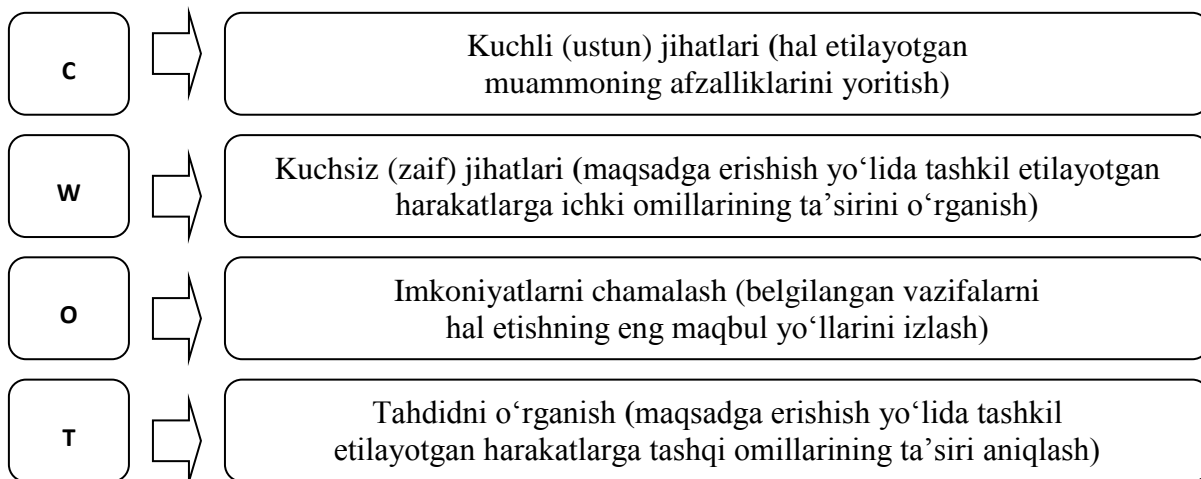 C
Kuchli (ustun) jihatlari (hal etilayotgan
muammoning afzalliklarini yoritish)
W
Kuchsiz (zaif) jihatlari (maqsadga erishish yo‘lida tashkil etilayotgan
harakatlarga ichki omillarining ta’sirini o‘rganish)
O
Imkoniyatlarni chamalash (belgilangan vazifalarni
hal etishning eng maqbul yo‘llarini izlash)
T
Tahdidni o‘rganish (maqsadga erishish yo‘lida tashkil
etilayotgan harakatlarga tashqi omillarining ta’siri aniqlash)